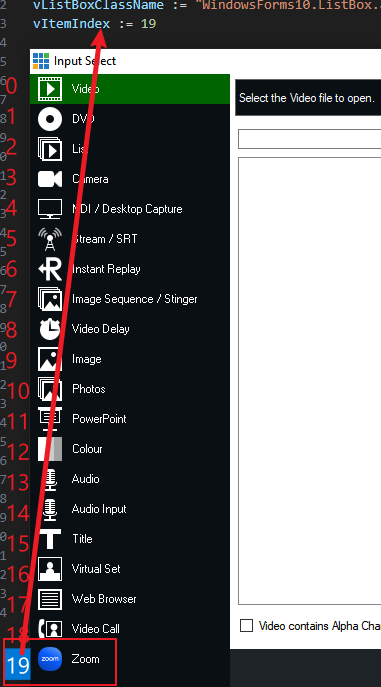 vListBoxClassName := "WindowsForms10.ListBox.
vItemIndex := 19
Input Select
0 Video
Select the Video file to open.
1 DVD
2 List
3 Camera
4 NDI / Desktop Capture
5 Stream / SRT
6 Instant Replay
7 Image Sequence / Stinger
8 Video Delay
9 Image
10 Photos
11 PowerPoint
12 Colour
13 Audio
14 Audio Input
15 Title
16 Virtual Set
17 Web Browser
18 Video Call
Video contains Alpha Cha
19 zoom Zoom